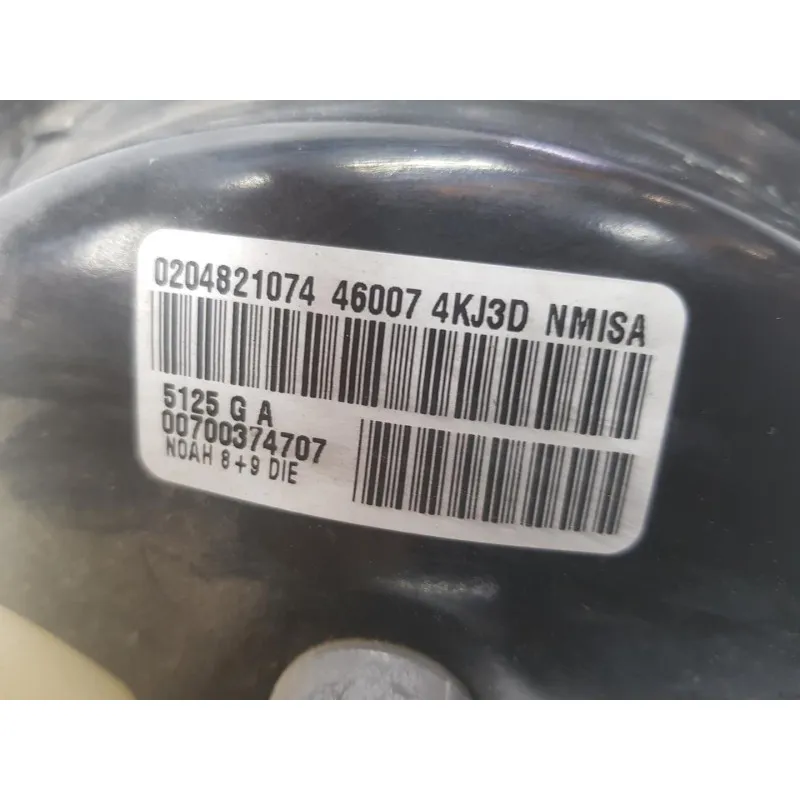 0204821074 46007 4KJ3D NMISA
5125 G A
00700374707
NOAH 8+9 DIE